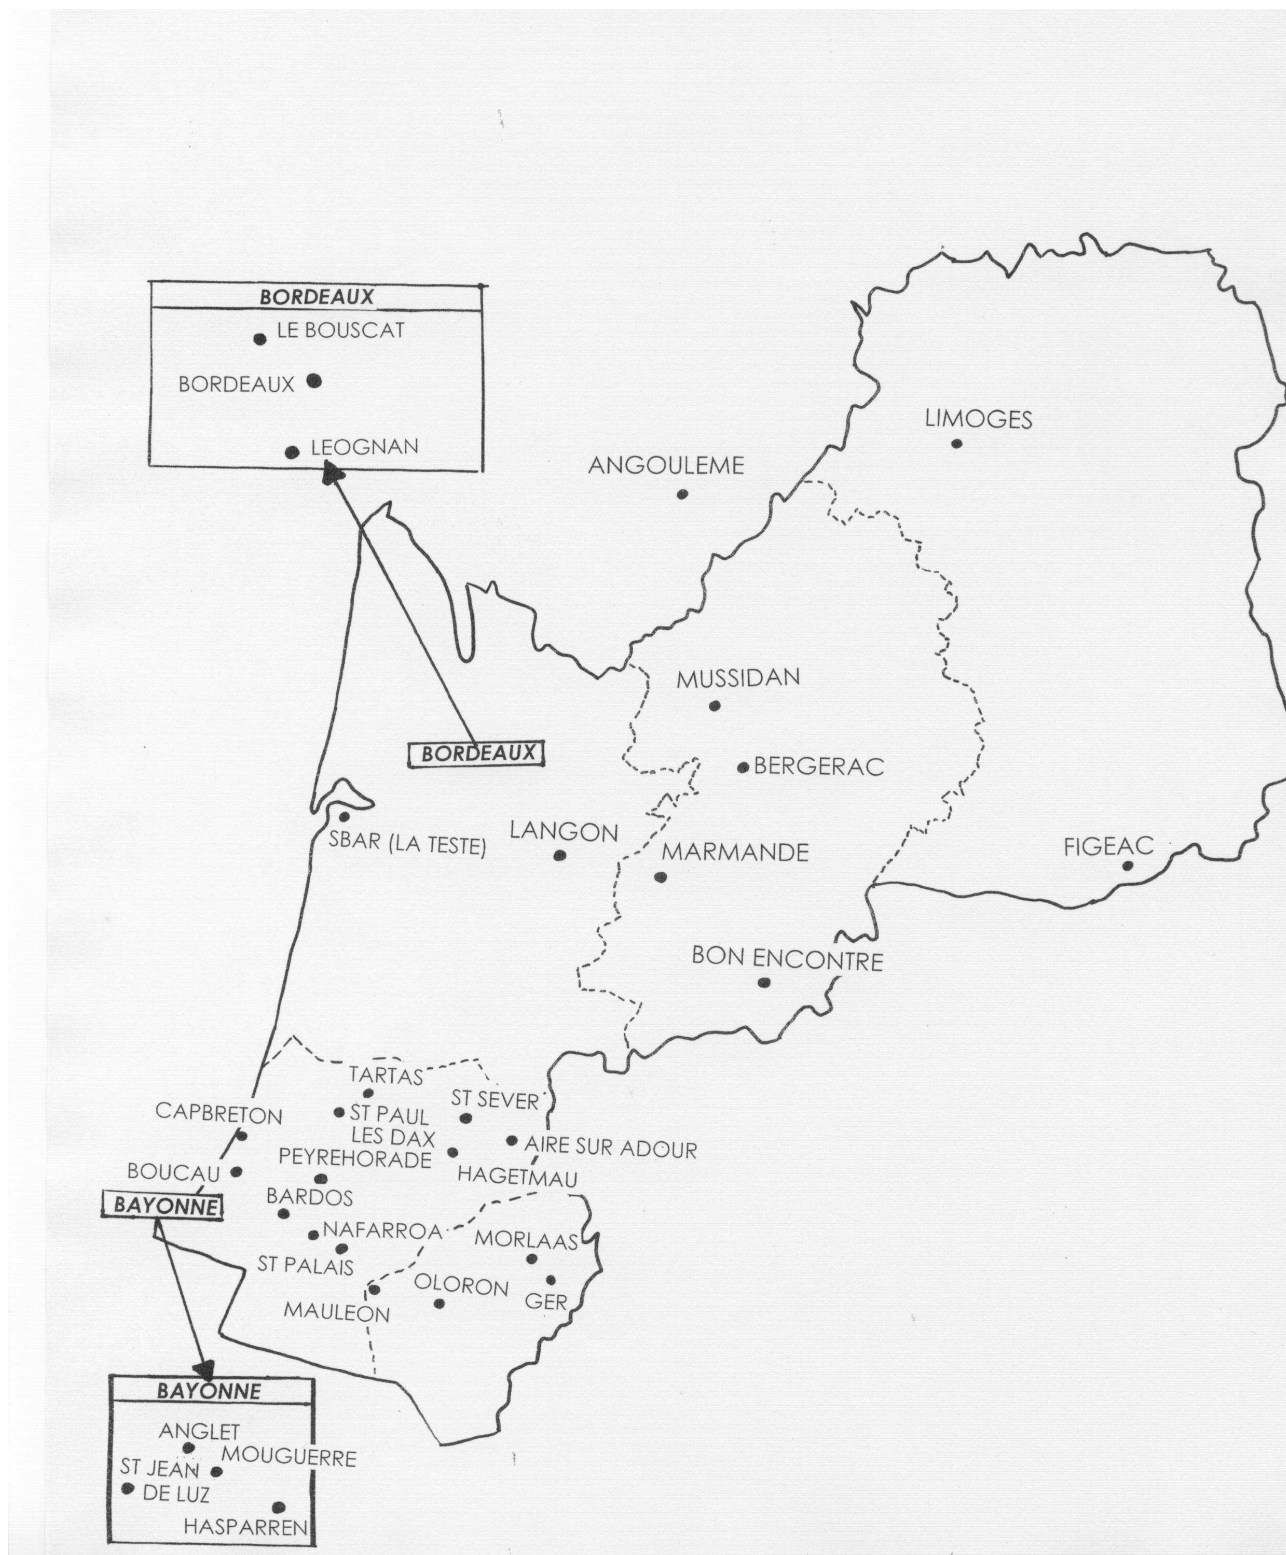 BORDEAUX
LE BOUSCAT
BORDEAUX
LEOGNAN
LIMOGES
ANGOULEME
MUSSIDAN
BORDEAUX
BERGERAC
SBAR (LA TESTE)
LANGON
MARMANDE
FIGEAC
BON ENCONTRE
TARTAS
ST SEVER
CAPBRETON
ST PAUL
LES DAX
AIRE SUR ADOUR
PEYREHORADE
HAGETMAU
BOUCAU
BAYONNE
BARDOS
NAFARROA
MORLAAS
ST PALAIS
OLORON
GER
MAULEON
BAYONNE
ANGLET
MOUGUERRE
ST JEAN
DE LUZ
HASPARREN